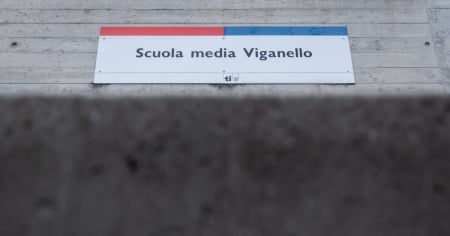 Scuola media Viganello
ti